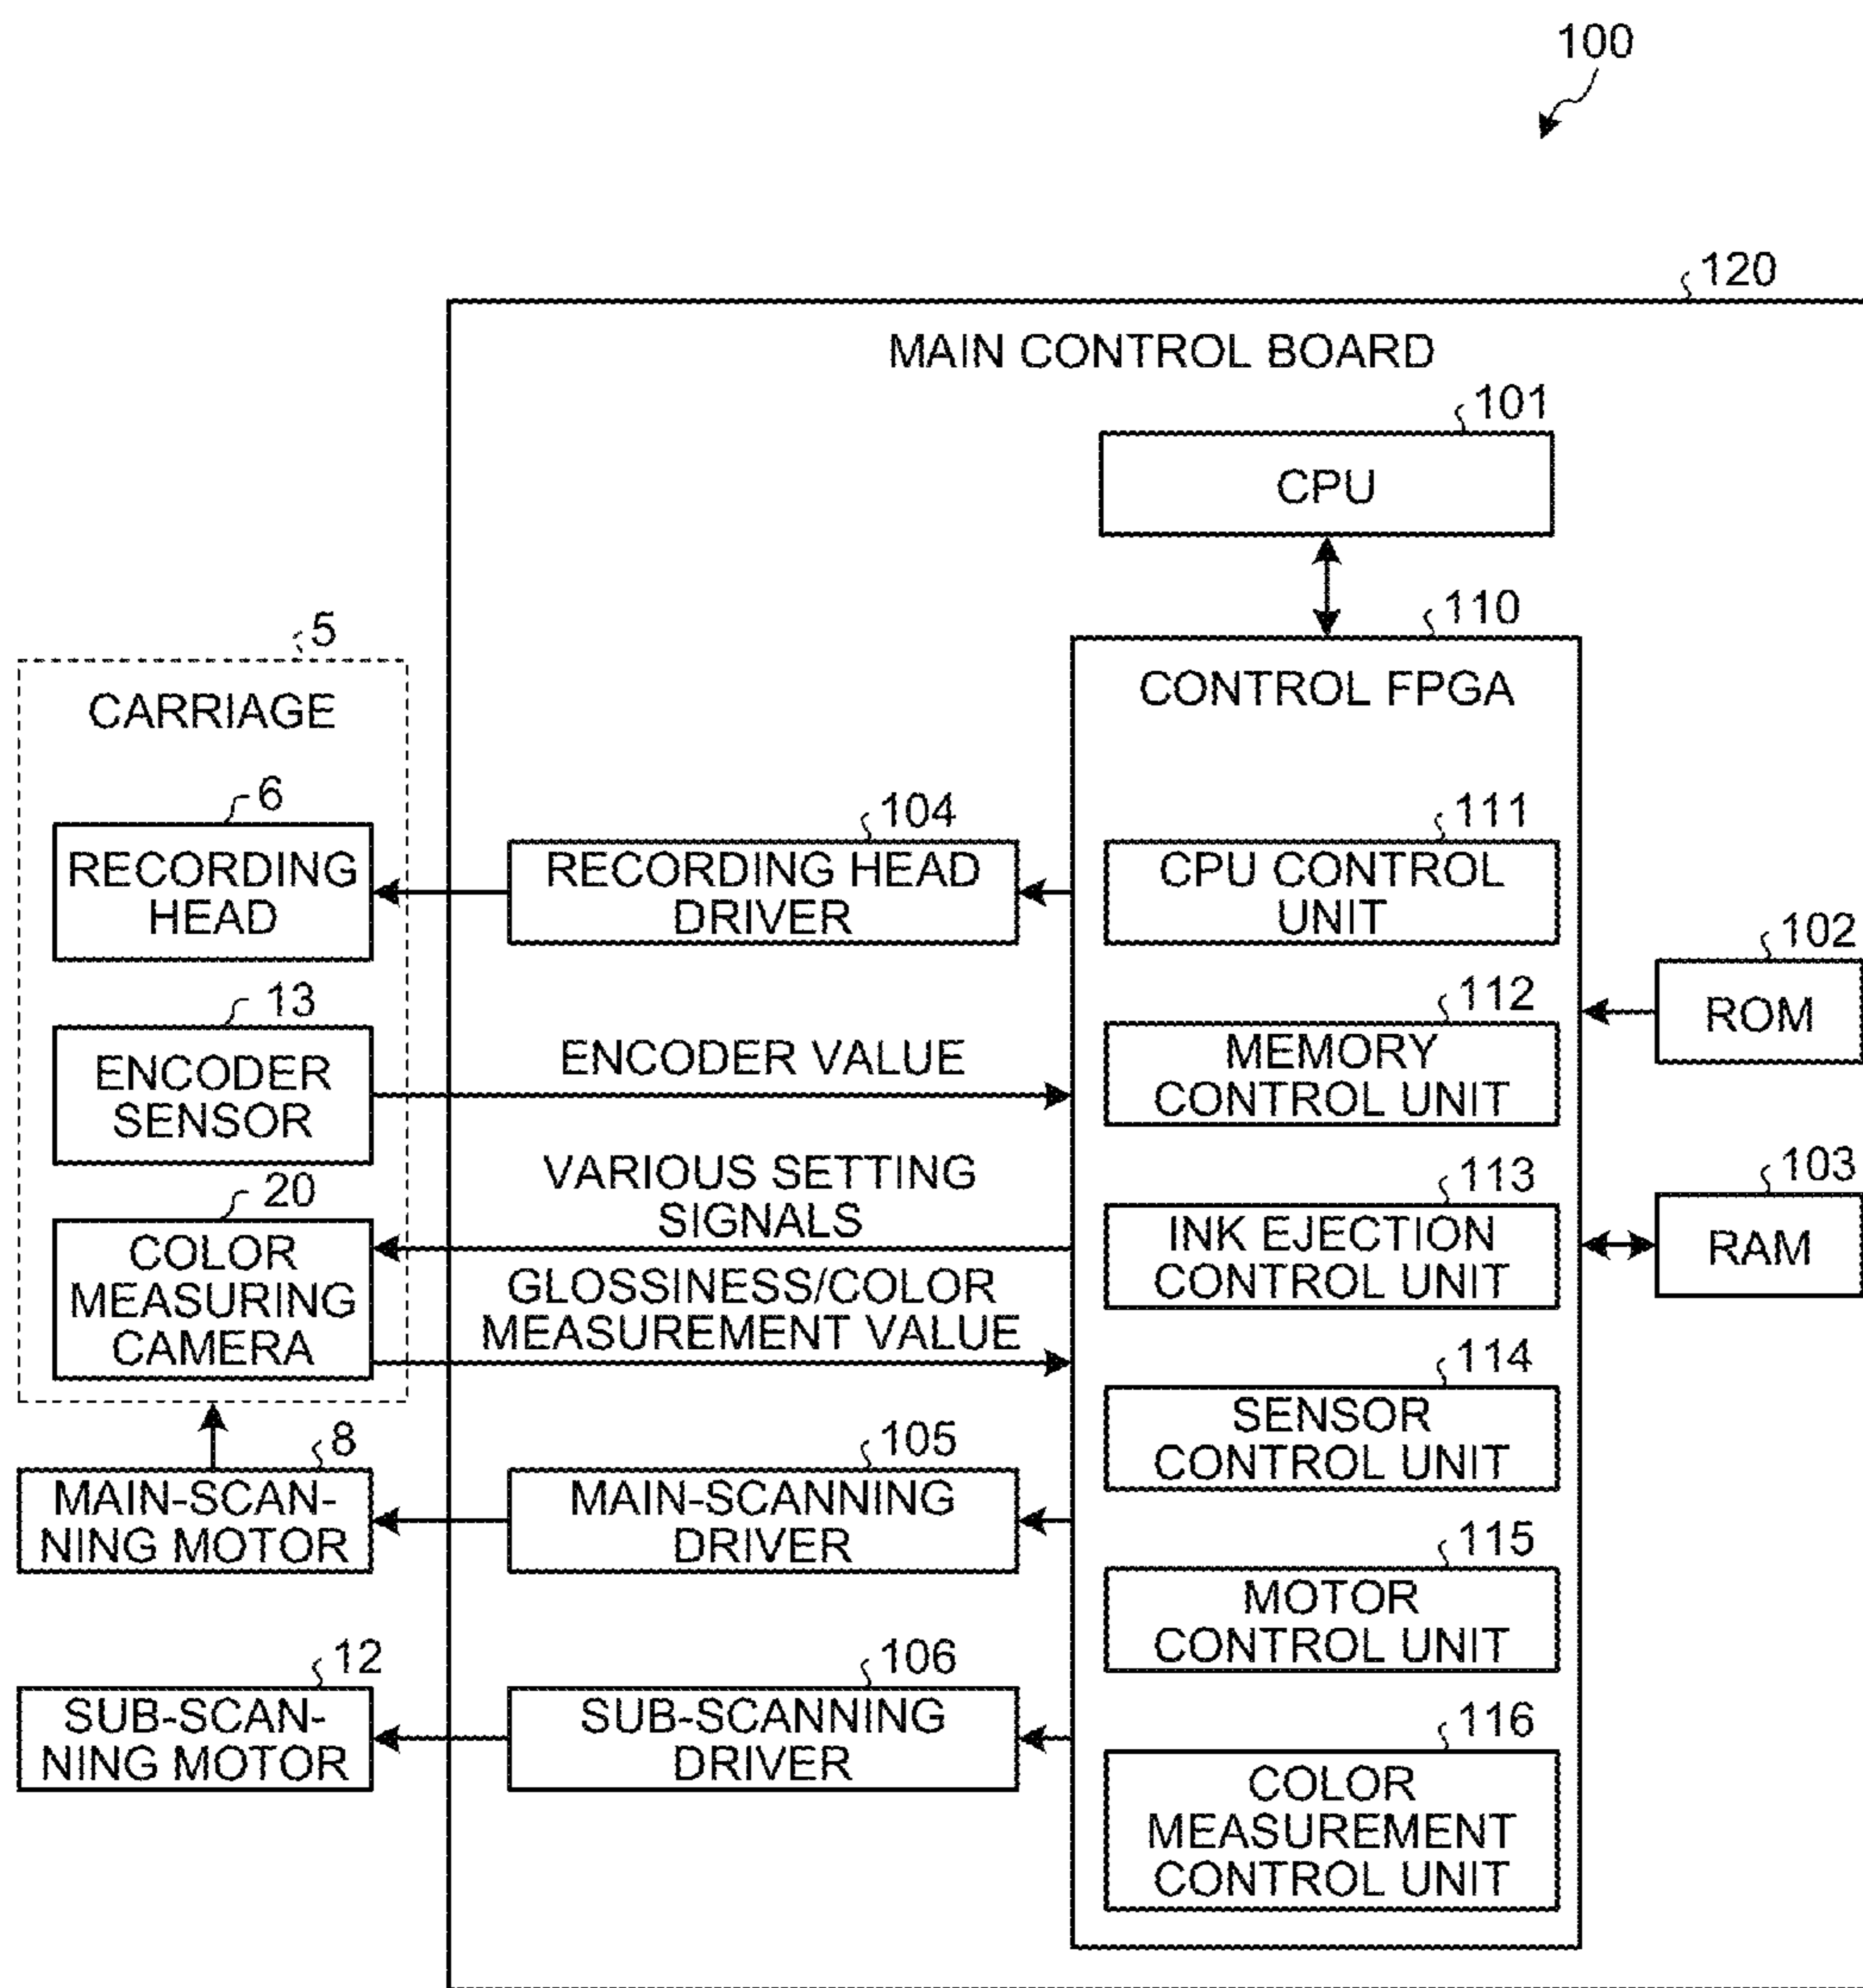 100
120
MAIN CONTROL BOARD
101
CPU
110
CONTROL FPGA
5
CARRIAGE
6
RECORDING
HEAD
104
RECORDING HEAD
DRIVER
111
CPU CONTROL
UNIT
102
ROM
13
ENCODER
SENSOR
ENCODER VALUE
112
MEMORY
CONTROL UNIT
103
RAM
20
COLOR
MEASURING
CAMERA
VARIOUS SETTING
SIGNALS
GLOSSINESS/COLOR
MEASUREMENT VALUE
113
INK EJECTION
CONTROL UNIT
114
SENSOR
CONTROL UNIT
8
MAIN-SCAN-
NING MOTOR
105
MAIN-SCANNING
DRIVER
115
MOTOR
CONTROL UNIT
12
SUB-SCAN-
NING MOTOR
106
SUB-SCANNING
DRIVER
116
COLOR
MEASUREMENT
CONTROL UNIT